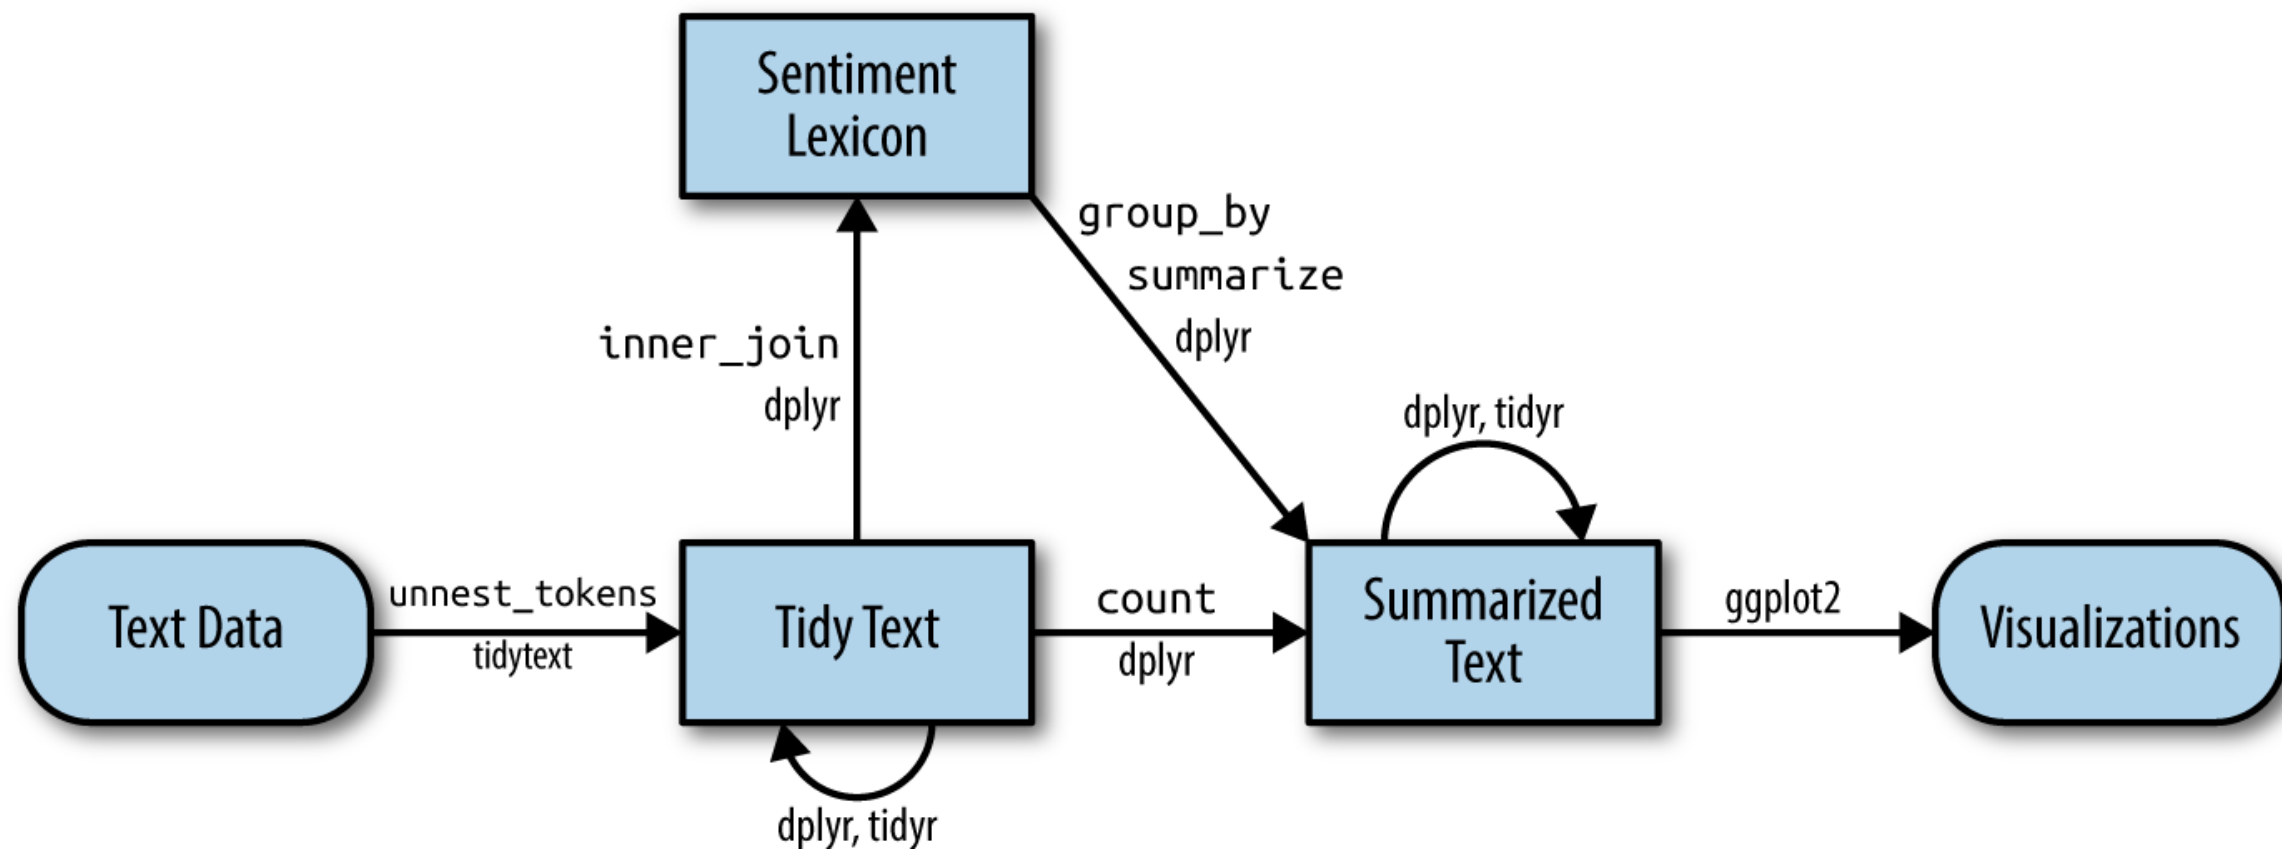 Sentiment
Lexicon
group_by
summarize
dplyr
inner_join
dplyr
dplyr, tidyr
Text Data
unnest_tokens
tidytext
Tidy Text
count
dplyr
Summarized
Text
ggplot2
Visualizations
dplyr, tidyr